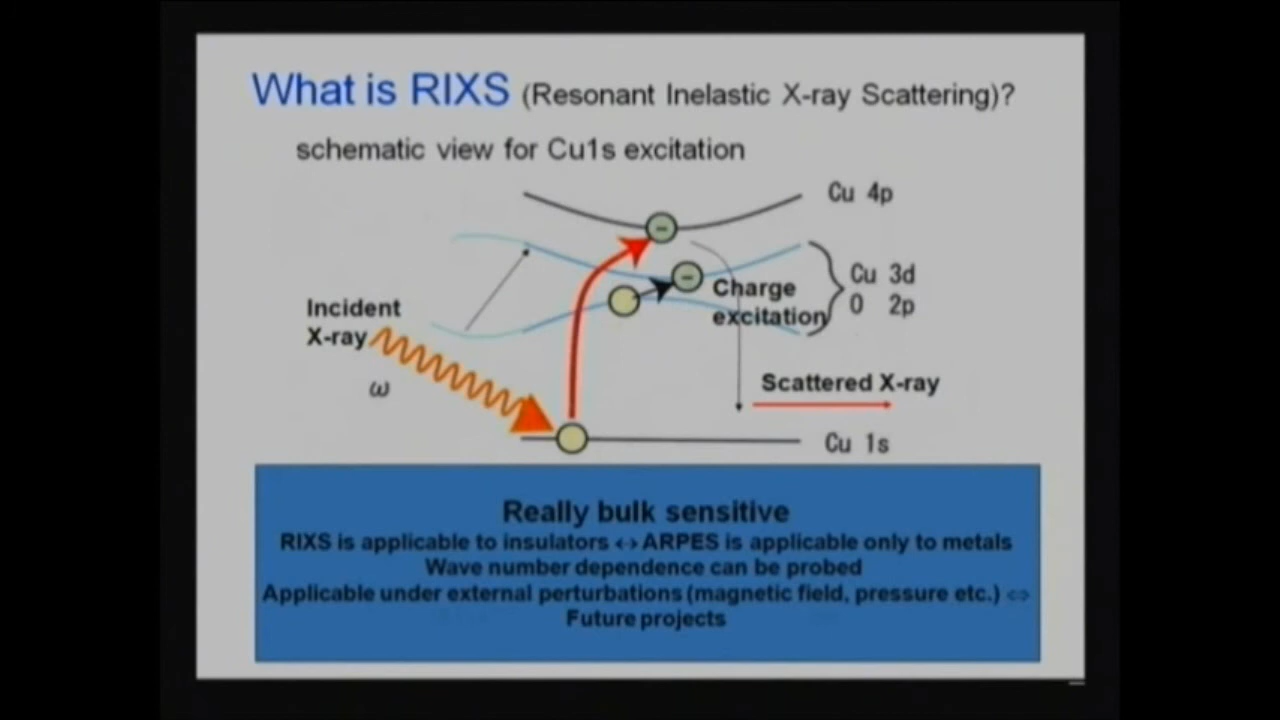 What is RIXS (Resonant Inelastic X-ray Scattering)?
schematic view for Cu1s excitation
Cu 4p
Cu 3d
O 2p
Charge
excitation
Incident
X-ray
ω
Scattered X-ray
Cu 1s
Really bulk sensitive
RIXS is applicable to insulators ↔ ARPES is applicable only to metals
Wave number dependence can be probed
Applicable under external perturbations (magnetic field, pressure etc.) ⇔
Future projects